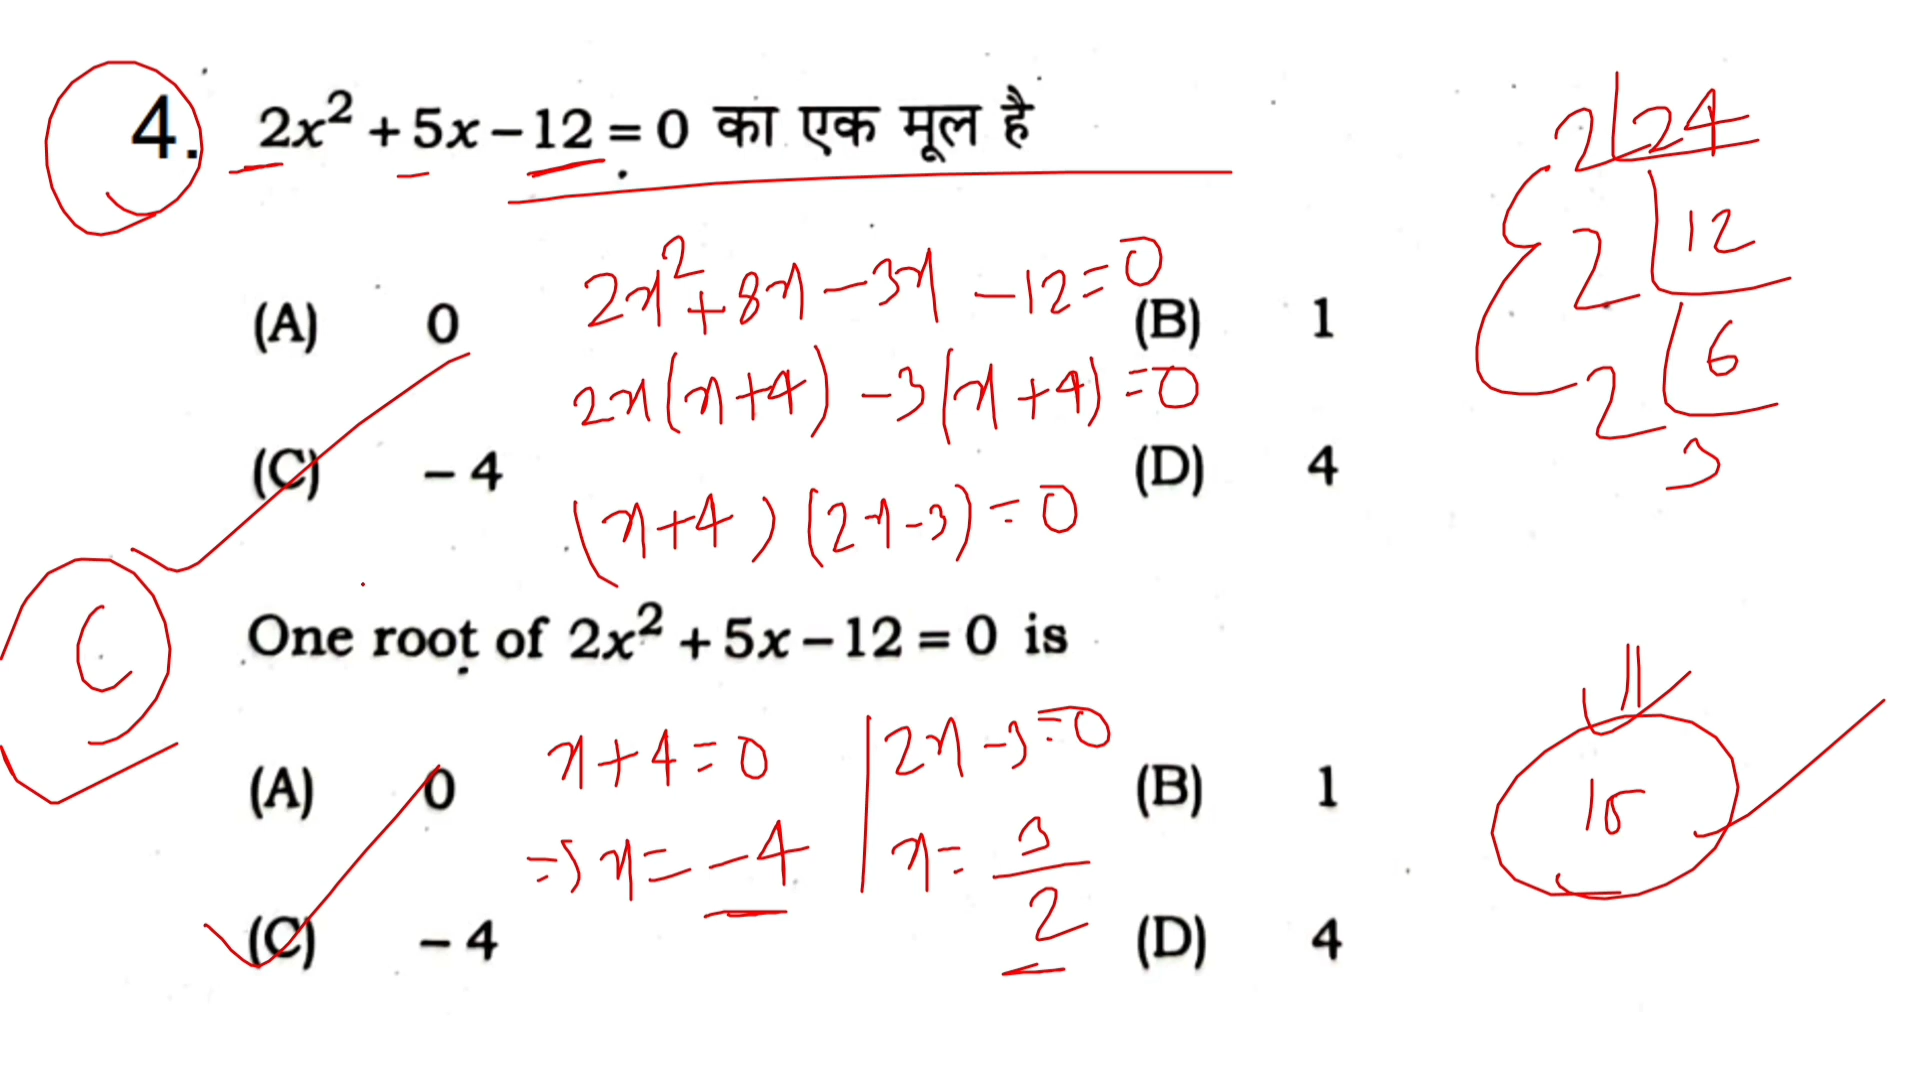 4. 2x² + 5x − 12 = 0 का एक मूल है
2x² + 8x − 3x − 12 = 0
(A) 0 (B) 1
2x(x+4) − 3(x+4) = 0
(C) − 4 (D) 4
(x+4) (2x−3) = 0
C
One root of 2x² + 5x − 12 = 0 is
x+4=0 | 2x−3=0
(A) 0 (B) 1
⇒ x = −4 | x = 3/2
(C) − 4 (D) 4
2 | 24
2 | 12
2 | 6
3